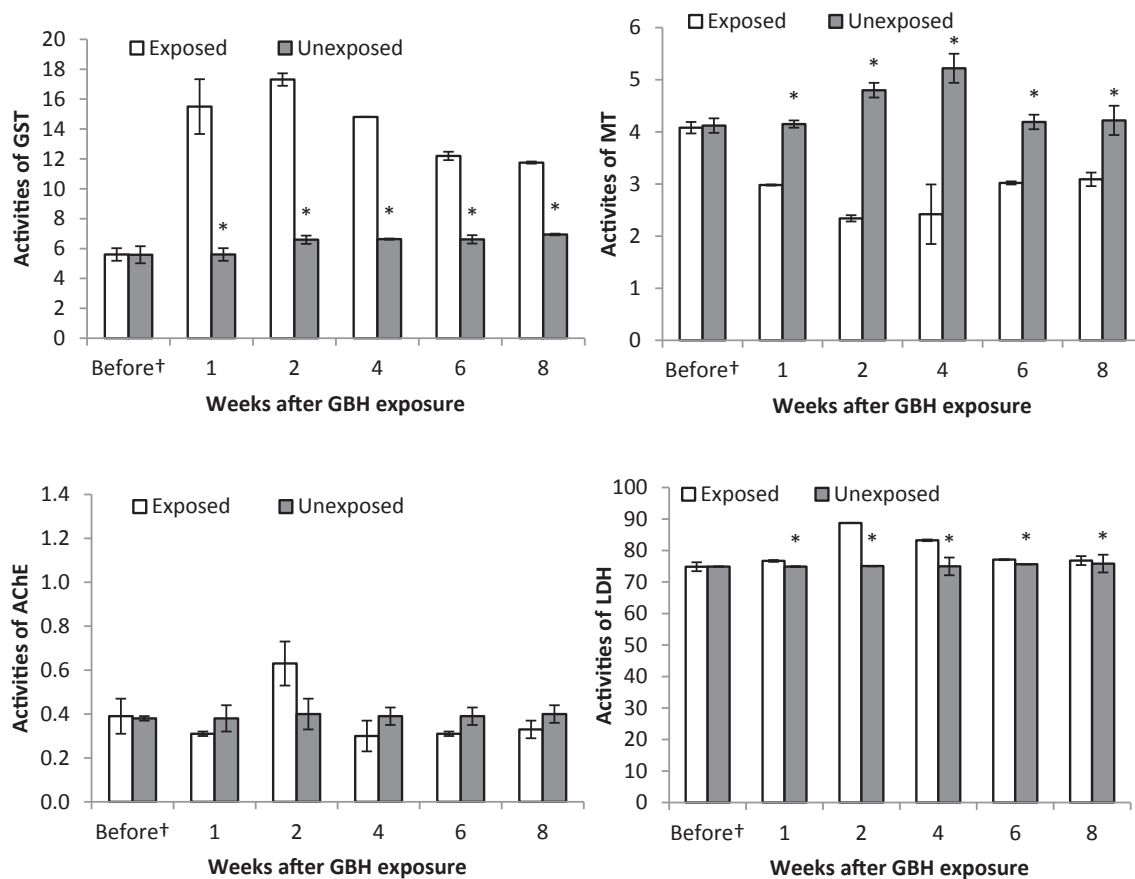 Exposed Unexposed
Activities of GST
20
18
16
14
12
10
8
6
4
2
0
* * * * *
Before† 1 2 4 6 8
Weeks after GBH exposure
Exposed Unexposed
Activites of MT
6
5
4
3
2
1
0
* * * * *
Before† 1 2 4 6 8
Weeks after GBH exposure
Exposed Unexposed
Activities of AChE
1.4
1.2
1.0
0.8
0.6
0.4
0.2
0.0
Before† 1 2 4 6 8
Weeks after GBH exposure
Exposed Unexposed
Activities of LDH
100
90
80
70
60
50
40
30
20
10
0
* * * * *
Before† 1 2 4 6 8
Weeks after GBH exposure